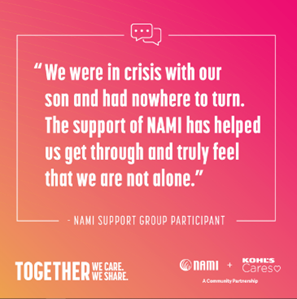 “We were in crisis with our
son and had nowhere to turn.
The support of NAMI has helped
us get through and truly feel
that we are not alone.”
- NAMI SUPPORT GROUP PARTICIPANT
TOGETHER WE CARE.
WE SHARE.
NAMI + KOHL'S
Cares
A Community Partnership